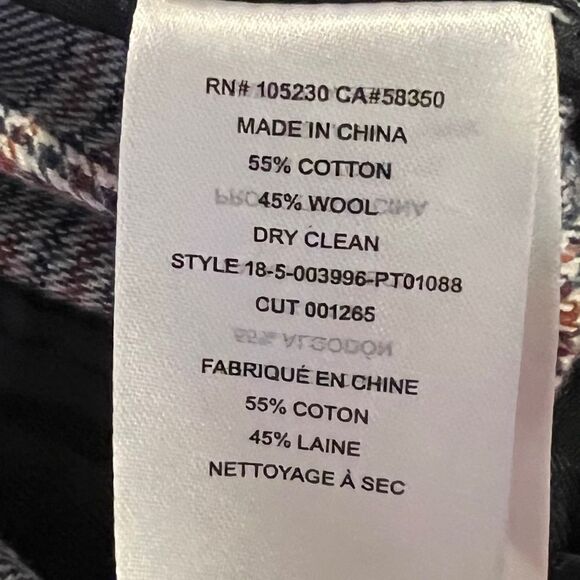 RN# 105230 CA#58350
MADE IN CHINA
55% COTTON
45% WOOL
DRY CLEAN
STYLE 18-5-003996-PT01088
CUT 001265
FABRIQUÉ EN CHINE
55% COTON
45% LAINE
NETTOYAGE À SEC